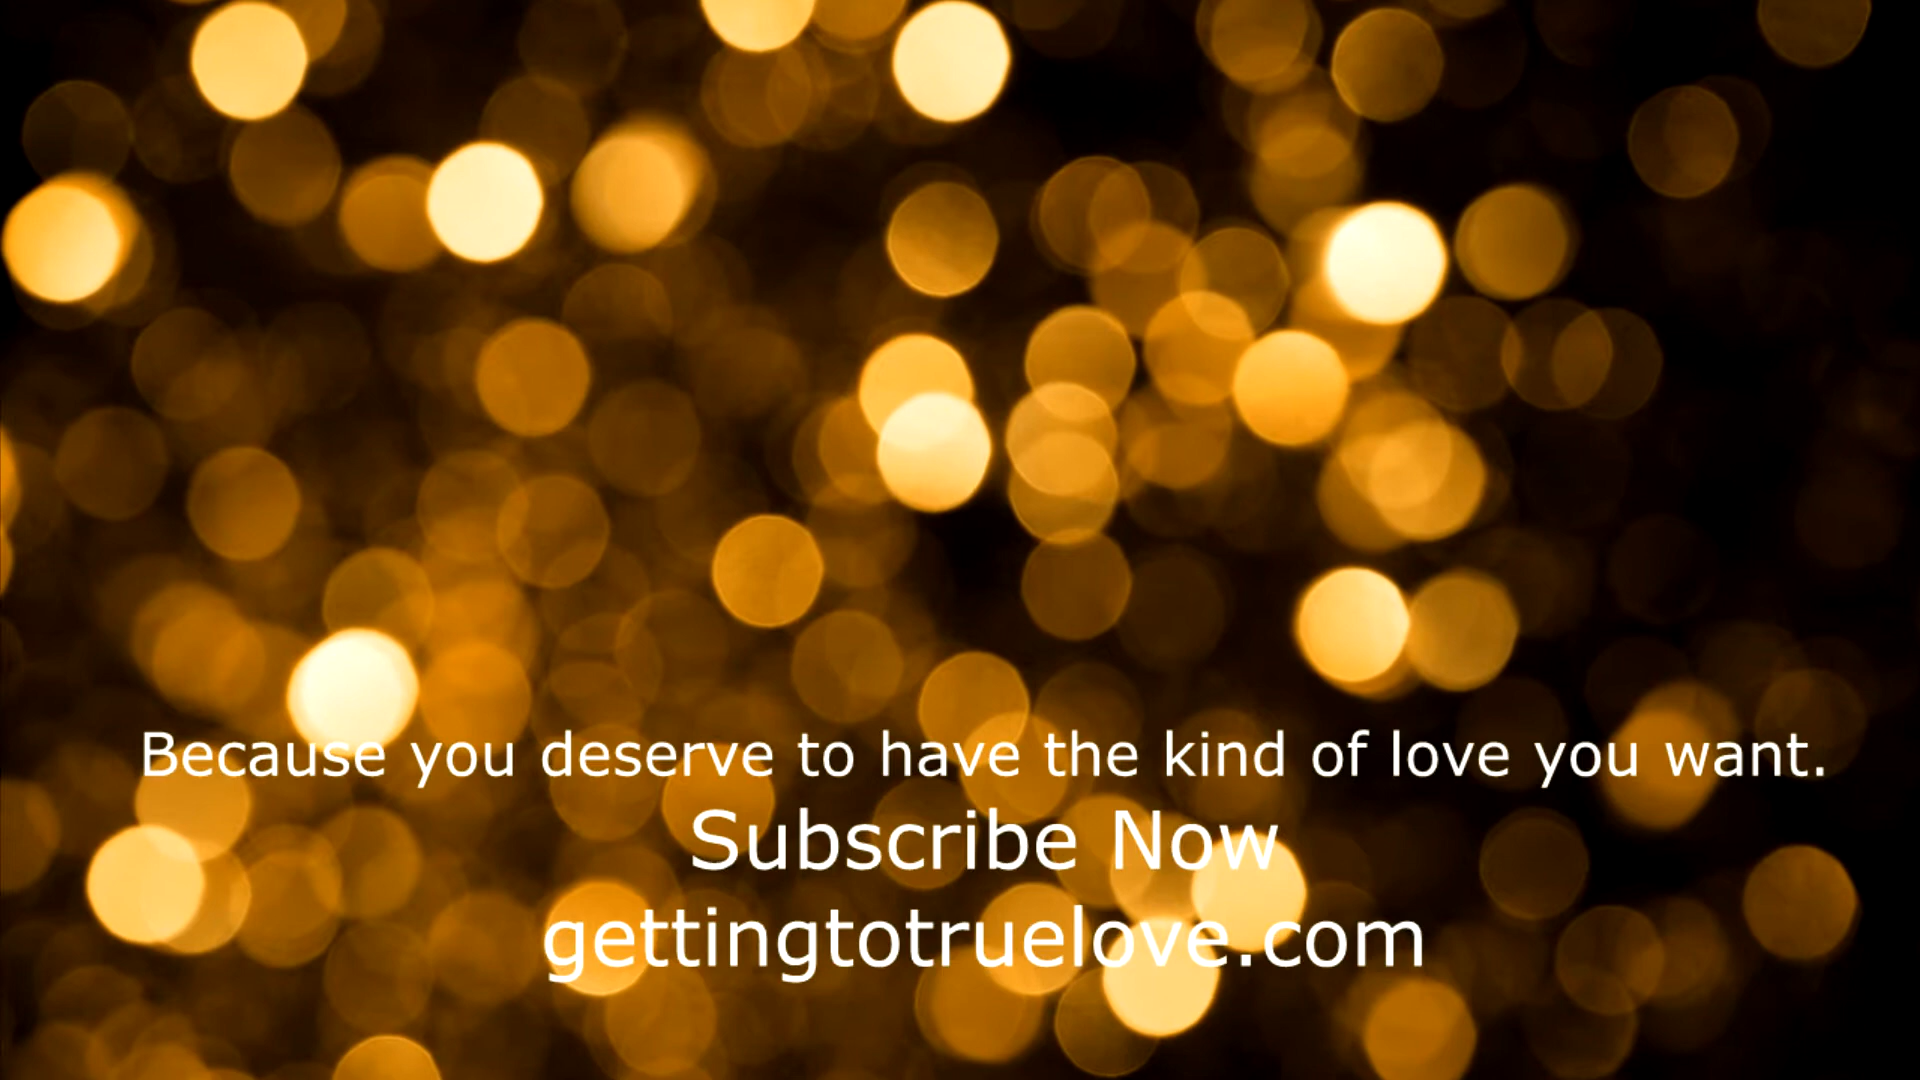 Because you deserve to have the kind of love you want.
Subscribe Now
gettingtotruelove.com